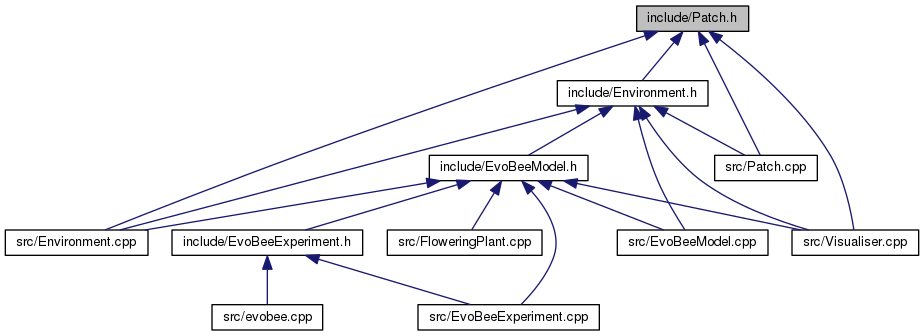 include/Patch.h
include/Environment.h
include/EvoBeeModel.h
src/Patch.cpp
src/Environment.cpp
include/EvoBeeExperiment.h
src/FloweringPlant.cpp
src/EvoBeeModel.cpp
src/Visualiser.cpp
src/evobee.cpp
src/EvoBeeExperiment.cpp